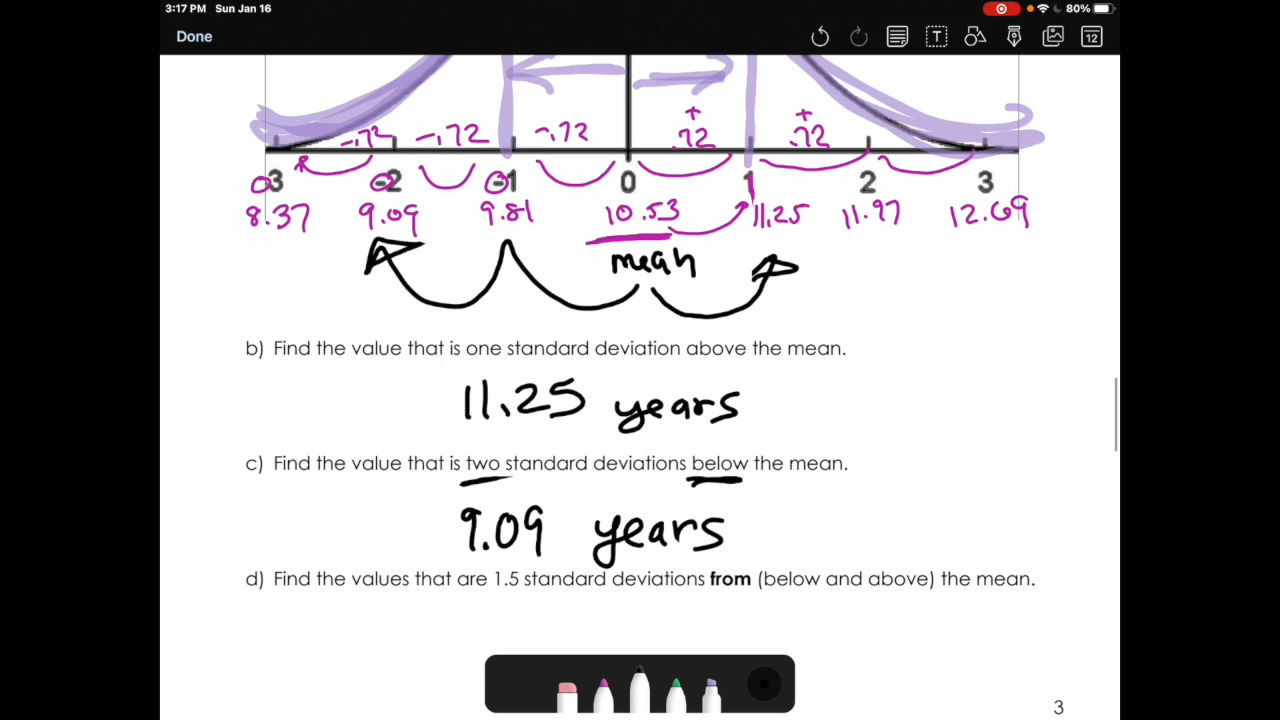 3:17 PM Sun Jan 16
80%
Done
T
12
-.72 -.72 -.72 + .72 + .72
-3 -2 -1 0 1 2 3
8.37 9.09 9.81 10.53 11.25 11.97 12.69
mean
b) Find the value that is one standard deviation above the mean.
11.25 years
c) Find the value that is two standard deviations below the mean.
9.09 years
d) Find the values that are 1.5 standard deviations from (below and above) the mean.
3